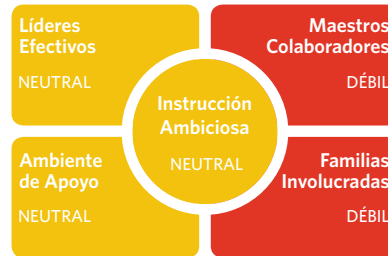 Líderes
Efectivos
NEUTRAL
Maestros
Colaboradores
DÉBIL
Instrucción
Ambiciosa
NEUTRAL
Ambiente
de Apoyo
NEUTRAL
Familias
Involucradas
DÉBIL